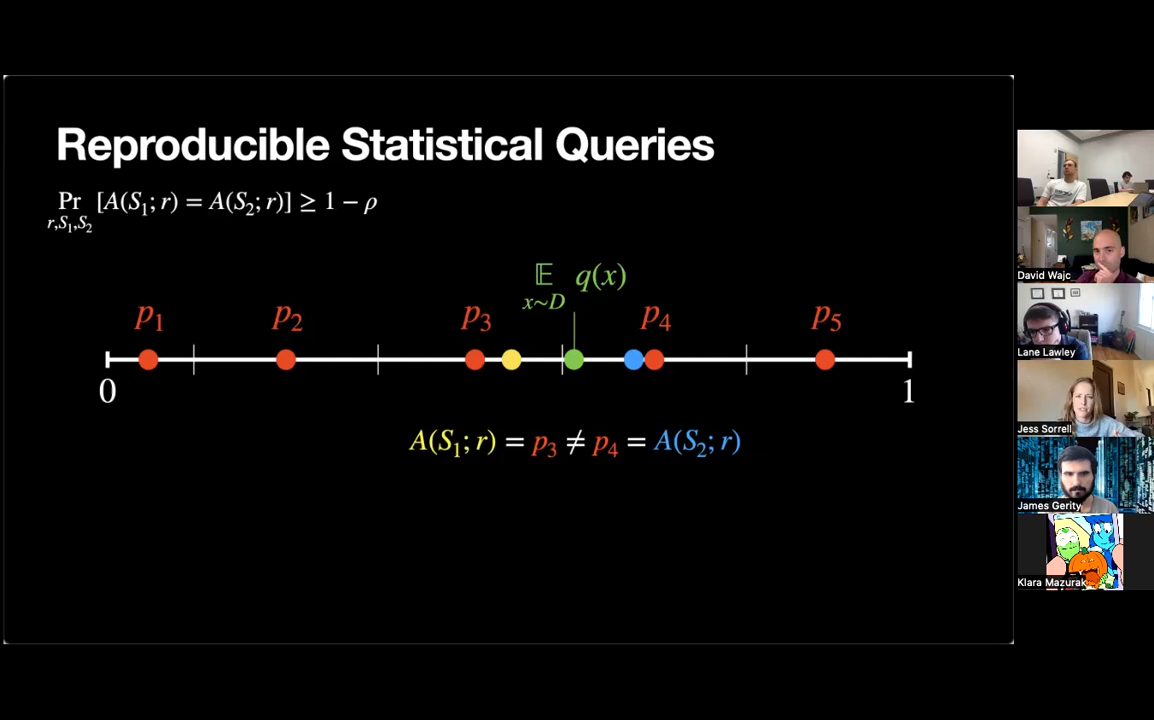 Reproducible Statistical Queries
Pr [A(S₁; r) = A(S₂; r)] ≥ 1 − ρ
r,S₁,S₂
𝔼 q(x)
x~D
p₁ p₂ p₃ p₄ p₅
0 1
A(S₁; r) = p₃ ≠ p₄ = A(S₂; r)
David Wajc
Lane Lawley
Jess Sorrell
James Gerity
Klara Mazurak